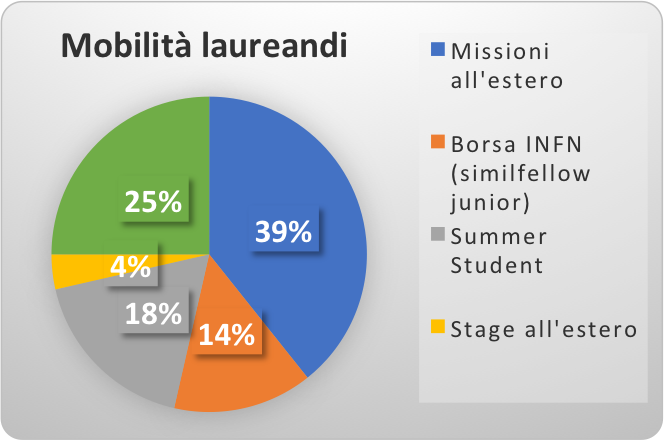 Mobilità laureandi
39%
14%
18%
4%
25%
Missioni
all'estero
Borsa INFN
(similfellow
junior)
Summer
Student
Stage all'estero